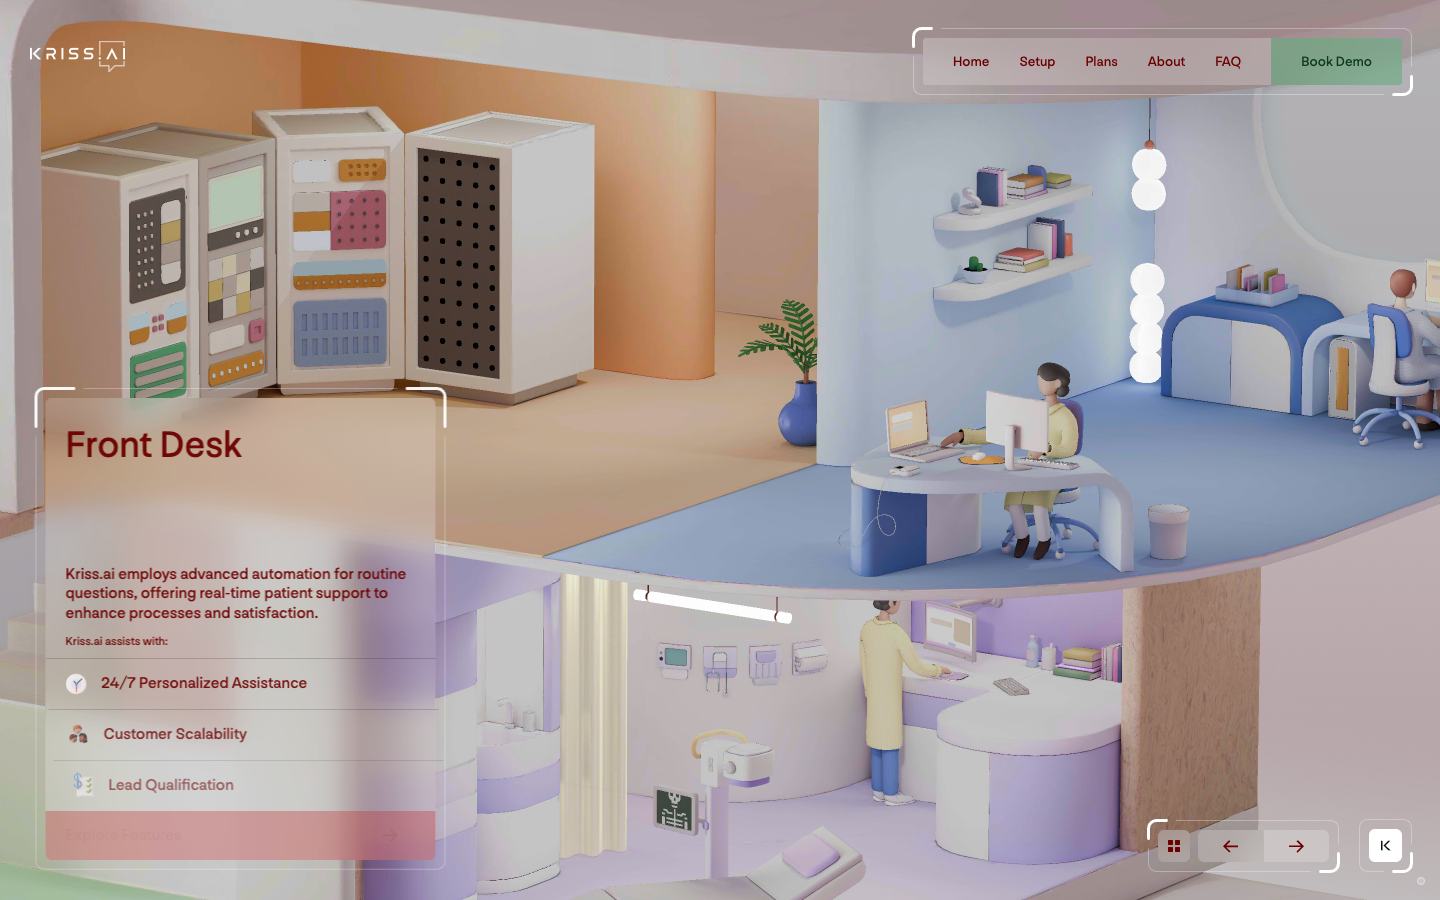 KRISS.AI
Home Setup Plans About FAQ Book Demo
Front Desk
Kriss.ai employs advanced automation for routine
questions, offering real-time patient support to
enhance processes and satisfaction.
Kriss.ai assists with:
24/7 Personalized Assistance
Customer Scalability
Lead Qualification
Explore Features